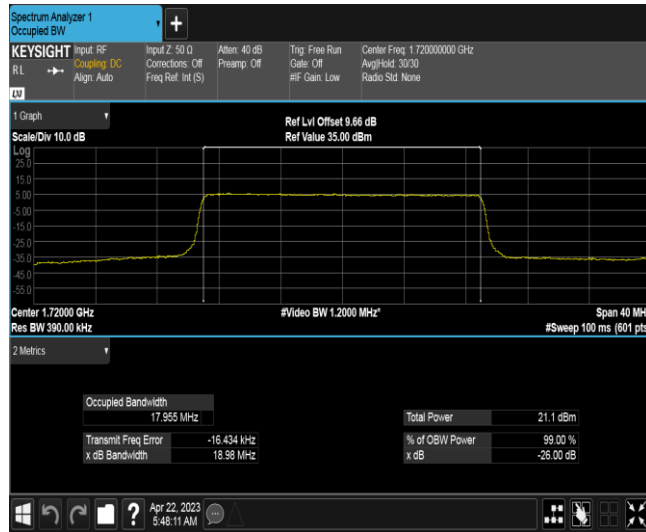 Spectrum Analyzer 1
Occupied BW
+
KEYSIGHT
RL
LXI
Input: RF
Coupling: DC
Align: Auto
Input Z: 50 Ω
Corrections: Off
Freq Ref: Int (S)
Atten: 40 dB
Preamp: Off
Trig: Free Run
Gate: Off
#IF Gain: Low
Center Freq: 1.720000000 GHz
Avg|Hold: 30/30
Radio Std: None
1 Graph
Scale/Div 10.0 dB
Ref Lvl Offset 9.66 dB
Ref Value 35.00 dBm
Log
25.0
15.0
5.00
-5.00
-15.0
-25.0
-35.0
-45.0
-55.0
Center 1.72000 GHz
Res BW 390.00 kHz
#Video BW 1.2000 MHz*
Span 40 MH
#Sweep 100 ms (601 pts
2 Metrics
Occupied Bandwidth
17.955 MHz
Transmit Freq Error -16.434 kHz
x dB Bandwidth 18.98 MHz
Total Power 21.1 dBm
% of OBW Power 99.00 %
x dB -26.00 dB
?
Apr 22, 2023
5:48:11 AM